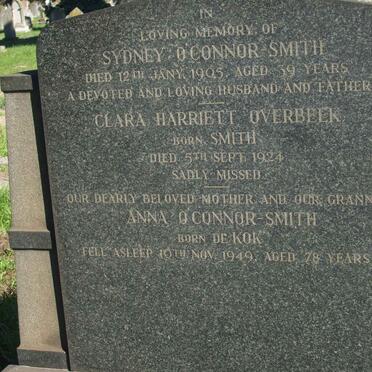 IN
LOVING MEMORY OF
SYDNEY O'CONNOR-SMITH
DIED 12TH JANY. 1905, AGED 39 YEARS
A DEVOTED AND LOVING HUSBAND AND FATHER
CLARA HARRIETT OVERBEEK
BORN SMITH
DIED 5TH SEPT. 1924
SADLY MISSED
OUR DEARLY BELOVED MOTHER AND OUR GRANN
ANNA O'CONNOR-SMITH
BORN DE KOK
FELL ASLEEP 10TH NOV. 1949, AGED 78 YEARS